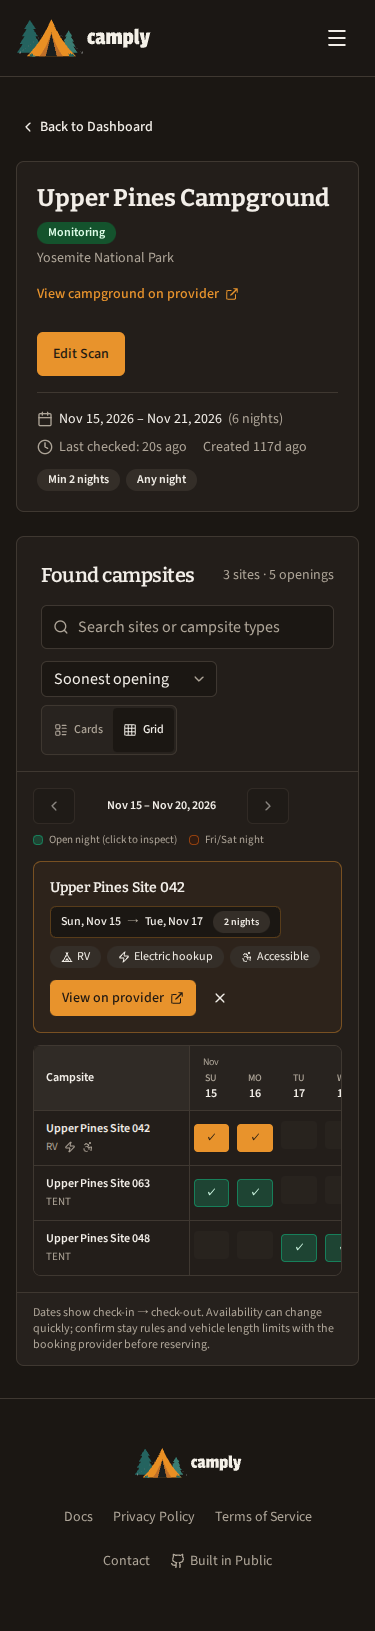 camply
Back to Dashboard
Upper Pines Campground
Monitoring
Yosemite National Park
View campground on provider
Edit Scan
Nov 15, 2026 – Nov 21, 2026 (6 nights)
Last checked: 20s ago Created 117d ago
Min 2 nights Any night
Found campsites 3 sites · 5 openings
Search sites or campsite types
Soonest opening
Cards Grid
Nov 15 – Nov 20, 2026
Open night (click to inspect) Fri/Sat night
Upper Pines Site 042
Sun, Nov 15 → Tue, Nov 17 2 nights
RV Electric hookup Accessible
View on provider
Nov
Campsite SU MO TU
15 16 17
Upper Pines Site 042
RV ✓ ✓
Upper Pines Site 063
TENT ✓ ✓
Upper Pines Site 048
TENT ✓
Dates show check-in → check-out. Availability can change
quickly; confirm stay rules and vehicle length limits with the
booking provider before reserving.
camply
Docs Privacy Policy Terms of Service
Contact Built in Public